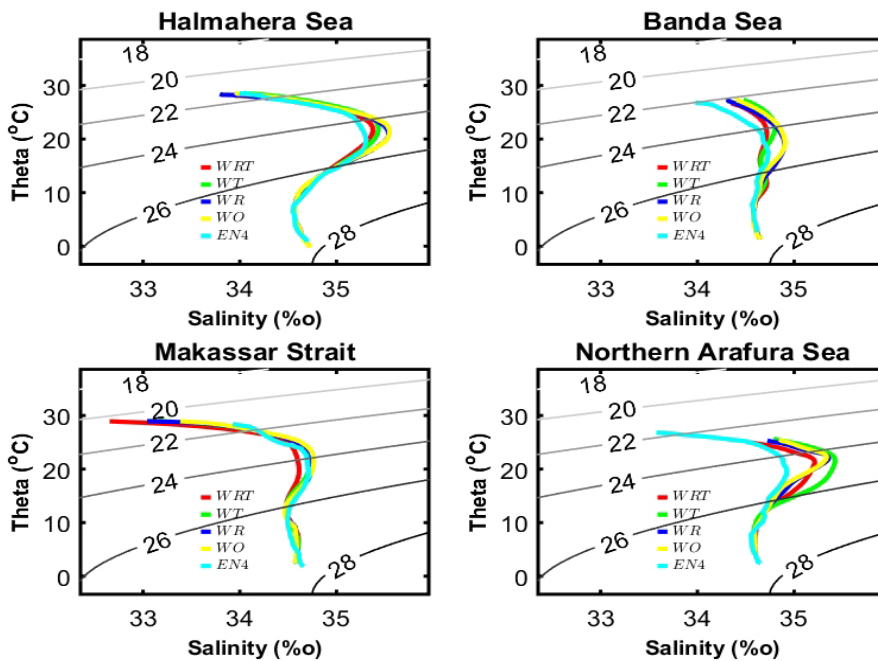 Halmahera Sea
Theta (°C)
30
20
10
0
18
20
22
24
26
28
WRT
WT
WR
WO
EN4
33
34
35
Salinity (%o)
Banda Sea
Theta (°C)
30
20
10
0
18
20
22
24
26
28
WRT
WT
WR
WO
EN4
33
34
35
Salinity (%o)
Makassar Strait
Theta (°C)
30
20
10
0
18
20
22
24
26
28
WRT
WT
WR
WO
EN4
33
34
35
Salinity (%o)
Northern Arafura Sea
Theta (°C)
30
20
10
0
18
20
22
24
26
28
WRT
WT
WR
WO
EN4
33
34
35
Salinity (%o)